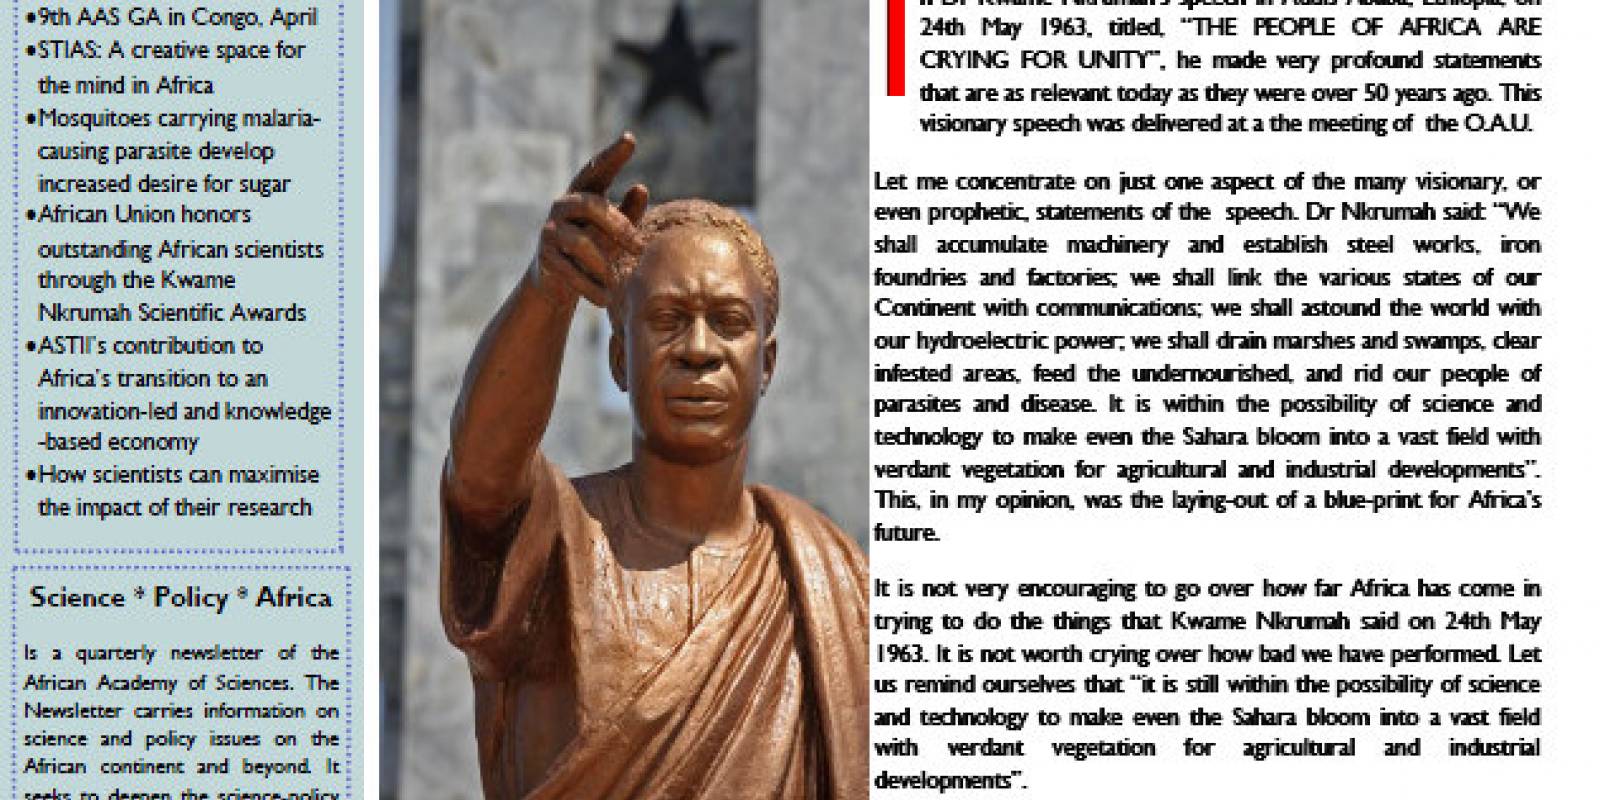 •9th AAS GA in Congo, April
•STIAS: A creative space for
the mind in Africa
•Mosquitoes carrying malaria-
causing parasite develop
increased desire for sugar
•African Union honors
outstanding African scientists
through the Kwame
Nkrumah Scientific Awards
•ASTII's contribution to
Africa's transition to an
innovation-led and knowledge
-based economy
•How scientists can maximise
the impact of their research
Science * Policy * Africa
Is a quarterly newsletter of the
African Academy of Sciences. The
Newsletter carries information on
science and policy issues on the
African continent and beyond. It
seeks to deepen the science-policy
n Dr Kwame Nkrumah's speech in Addis Ababa, Ethiopia, on
24th May 1963, titled, “THE PEOPLE OF AFRICA ARE
CRYING FOR UNITY”, he made very profound statements
that are as relevant today as they were over 50 years ago. This
visionary speech was delivered at a the meeting of the O.A.U.
Let me concentrate on just one aspect of the many visionary, or
even prophetic, statements of the speech. Dr Nkrumah said: “We
shall accumulate machinery and establish steel works, iron
foundries and factories; we shall link the various states of our
Continent with communications; we shall astound the world with
our hydroelectric power; we shall drain marshes and swamps, clear
infested areas, feed the undernourished, and rid our people of
parasites and disease. It is within the possibility of science and
technology to make even the Sahara bloom into a vast field with
verdant vegetation for agricultural and industrial developments”.
This, in my opinion, was the laying-out of a blue-print for Africa's
future.
It is not very encouraging to go over how far Africa has come in
trying to do the things that Kwame Nkrumah said on 24th May
1963. It is not worth crying over how bad we have performed. Let
us remind ourselves that “it is still within the possibility of science
and technology to make even the Sahara bloom into a vast field
with verdant vegetation for agricultural and industrial
developments”.